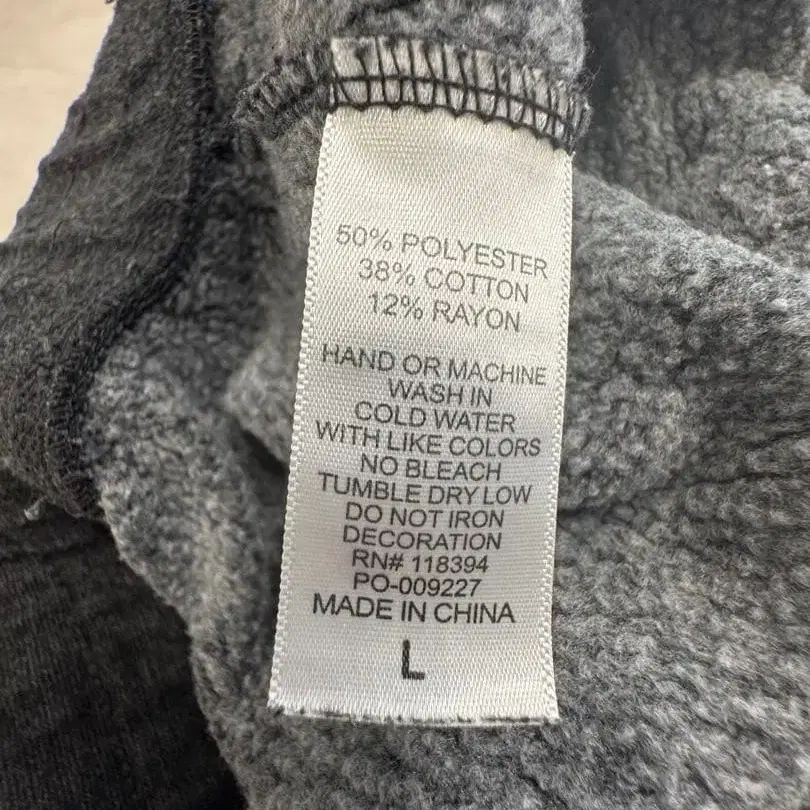 50% POLYESTER
38% COTTON
12% RAYON
HAND OR MACHINE
WASH IN
COLD WATER
WITH LIKE COLORS
NO BLEACH
TUMBLE DRY LOW
DO NOT IRON
DECORATION
RN# 118394
PO-009227
MADE IN CHINA
L